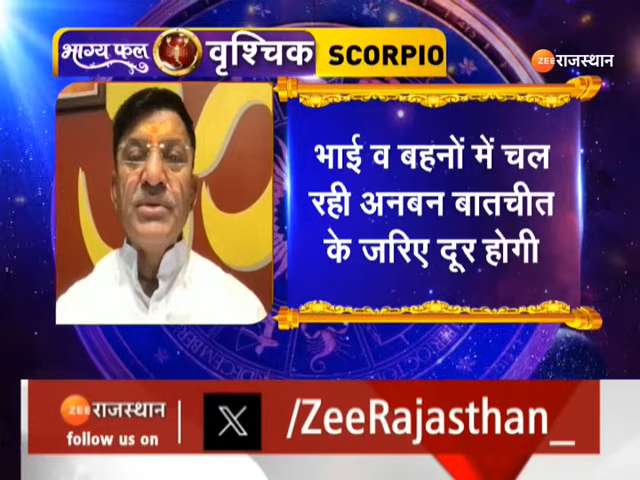 भाग्य फल
वृश्चिक
SCORPIO
ZEE राजस्थान
भाई व बहनों में चल
रही अनबन बातचीत
के जरिए दूर होगी
ZEE राजस्थान
follow us on
X
/ZeeRajasthan_